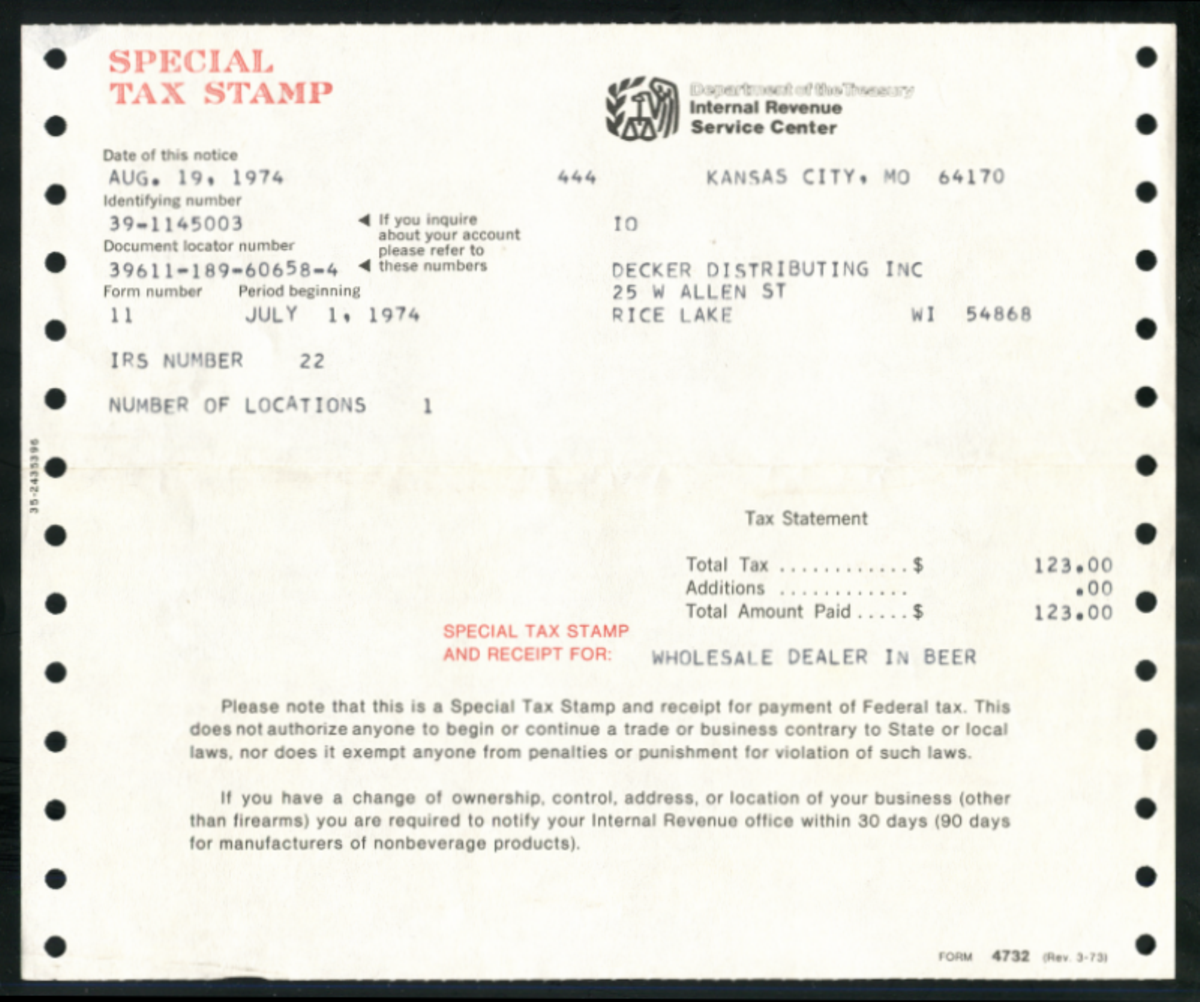 SPECIAL
TAX STAMP
Department of the Treasury
Internal Revenue
Service Center
Date of this notice
AUG. 19, 1974
444 KANSAS CITY, MO 64170
Identifying number
39-1145003
◀ If you inquire
about your account
please refer to
◀ these numbers
IO
Document locator number
39611-189-60658-4
DECKER DISTRIBUTING INC
25 W ALLEN ST
RICE LAKE WI 54868
Form number Period beginning
11 JULY 1, 1974
IRS NUMBER 22
NUMBER OF LOCATIONS 1
35-2435396
Tax Statement
Total Tax ............ $ 123.00
Additions ............ .00
Total Amount Paid ..... $ 123.00
SPECIAL TAX STAMP
AND RECEIPT FOR: WHOLESALE DEALER IN BEER
Please note that this is a Special Tax Stamp and receipt for payment of Federal tax. This
does not authorize anyone to begin or continue a trade or business contrary to State or local
laws, nor does it exempt anyone from penalties or punishment for violation of such laws.
If you have a change of ownership, control, address, or location of your business (other
than firearms) you are required to notify your Internal Revenue office within 30 days (90 days
for manufacturers of nonbeverage products).
FORM 4732 (Rev. 3-73)